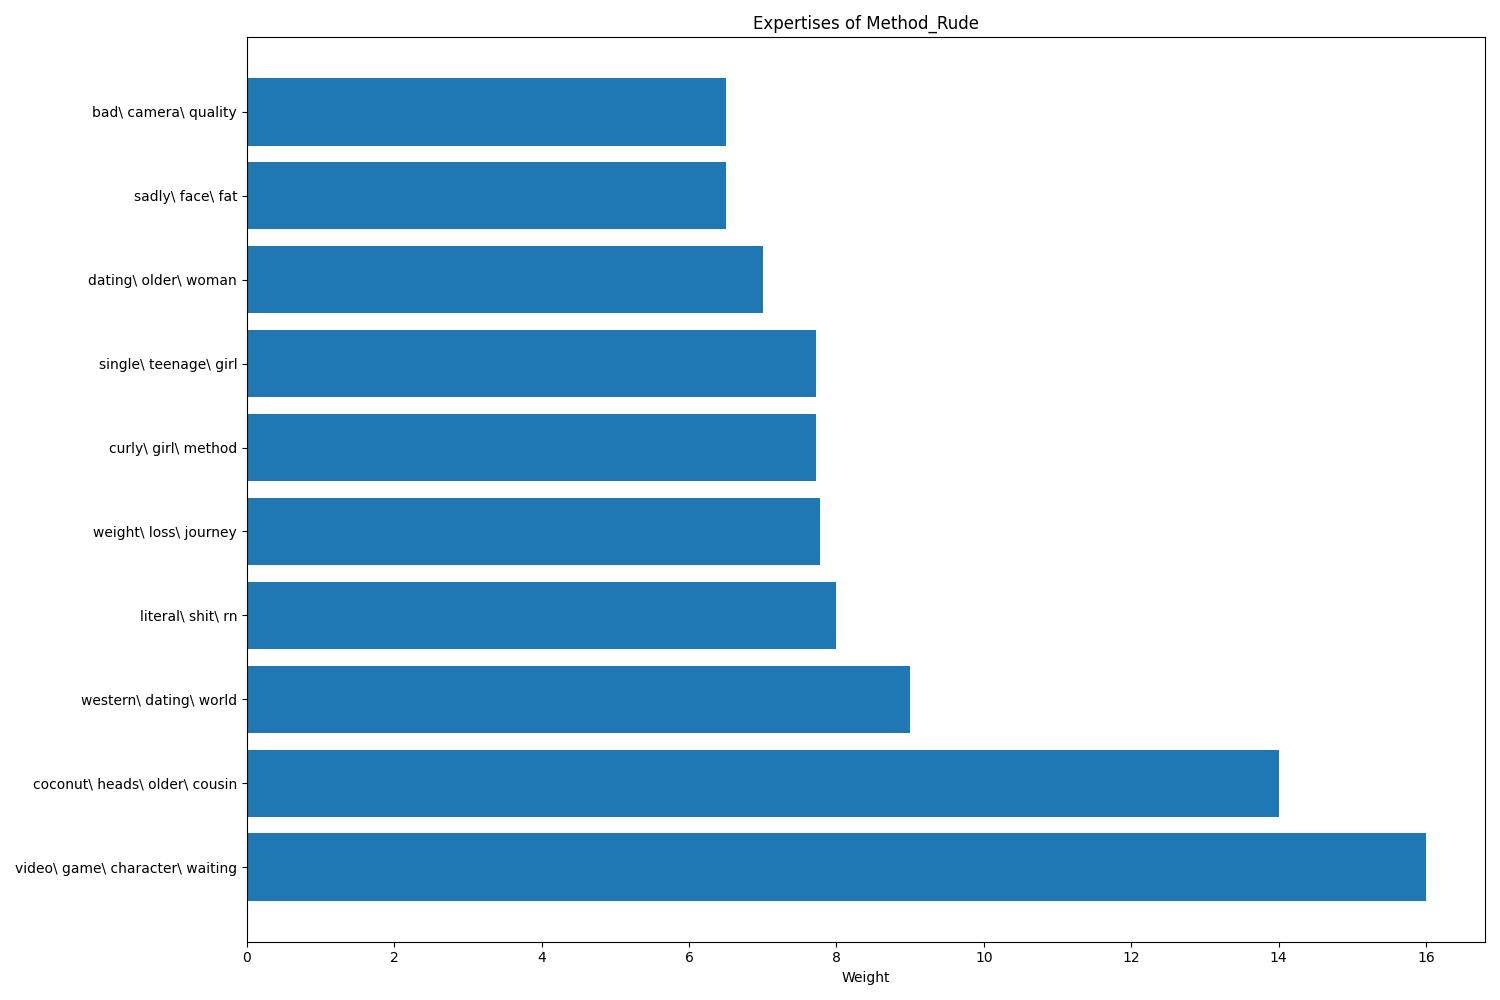 Expertises of Method_Rude
bad\ camera\ quality
sadly\ face\ fat
dating\ older\ woman
single\ teenage\ girl
curly\ girl\ method
weight\ loss\ journey
literal\ shit\ rn
western\ dating\ world
coconut\ heads\ older\ cousin
video\ game\ character\ waiting
0 2 4 6 8 10 12 14 16
Weight